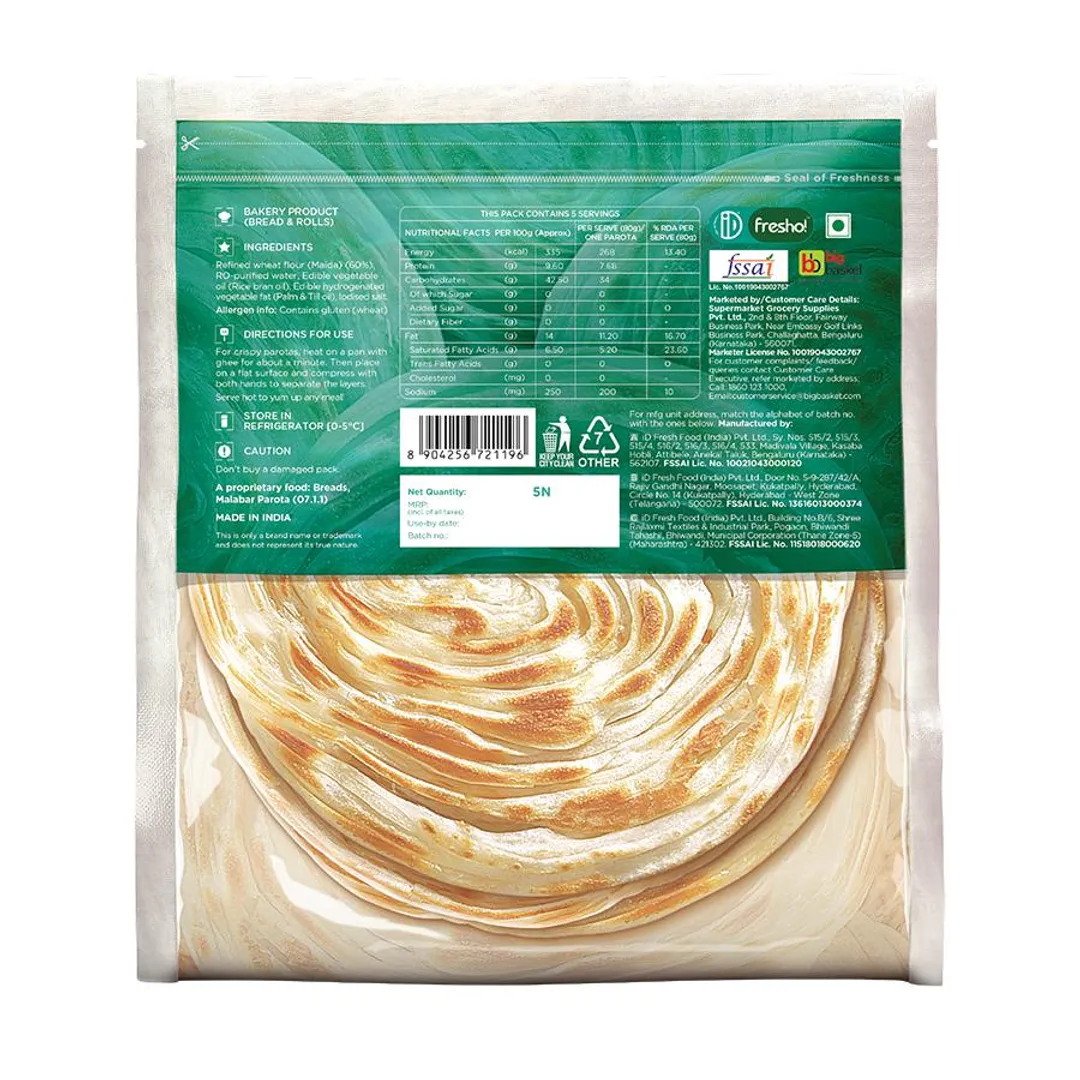 Seal of Freshness
BAKERY PRODUCT
(BREAD & ROLLS)
INGREDIENTS
Refined wheat flour (Maida) (60%),
RO-purified water, Edible vegetable
oil (Rice bran oil), Edible hydrogenated
vegetable fat (Palm & Till oil), Iodised salt.
Allergen Info: Contains gluten (wheat)
DIRECTIONS FOR USE
For crispy parotas, heat on a pan with
ghee for about a minute. Then place
on a flat surface and compress with
both hands to separate the layers.
Serve hot to yum up any meal!
STORE IN
REFRIGERATOR [0-5°C]
CAUTION
Don't buy a damaged pack.
A proprietary food: Breads,
Malabar Parota (07.1.1)
MADE IN INDIA
This is only a brand name or trademark
and does not represent its true nature.
THIS PACK CONTAINS 5 SERVINGS
NUTRITIONAL FACTS PER 100g (Approx) PER SERVE (80g)/ ONE PAROTA % RDA PER SERVE (80g)
Energy (kcal) 335 268 13.40
Protein (g) 9.60 7.68 -
Carbohydrates (g) 42.50 34 -
Of which Sugar (g) 0 0 -
Added Sugar (g) 0 0 0
Dietary Fiber (g) 0 0 -
Fat (g) 14 11.20 16.70
Saturated Fatty Acids (g) 6.50 5.20 23.60
Trans Fatty Acids (g) 0 0 0
Cholesterol (mg) 0 0 -
Sodium (mg) 250 200 10
8 904256 721196
KEEP YOUR
CITY CLEAN
7
OTHER
Net Quantity: 5N
MRP:
(Incl. of all taxes)
Use-by date:
Batch no.:
iD fresho!
fssai
big
bb basket
Lic. No.10019043002767
Marketed by/Customer Care Details:
Supermarket Grocery Supplies
Pvt. Ltd., 2nd & 8th Floor, Fairway
Business Park, Near Embassy Golf Links
Business Park, Challaghatta, Bengaluru
(Karnataka) - 560071.
Marketer License No. 10019043002767
For customer complaints/ feedback/
queries contact Customer Care
Executive, refer marketed by address;
Call: 1860 123 1000,
Email:customerservice@bigbasket.com
For mfg unit address, match the alphabet of batch no.
with the ones below. Manufactured by:
A iD Fresh Food (India) Pvt. Ltd., Sy. Nos. 515/2, 515/3,
515/4, 516/2, 516/3, 516/4, 533, Madivala Village, Kasaba
Hobli, Attibele, Anekal Taluk, Bengaluru (Karnataka) -
562107. FSSAI Lic. No. 10021043000120
B iD Fresh Food (India) Pvt. Ltd., Door No. 5-9-287/42/A,
Rajiv Gandhi Nagar, Moosapet, Kukatpally, Hyderabad,
Circle No. 14 (Kukatpally), Hyderabad - West Zone
(Telangana) - 500072. FSSAI Lic. No. 13616013000374
C iD Fresh Food (India) Pvt. Ltd., Building No.B/6, Shree
Rajlaxmi Textiles & Industrial Park, Pogaon, Bhiwandi
Tahashi, Bhiwandi, Municipal Corporation (Thane Zone-5)
(Maharashtra) - 421302. FSSAI Lic. No. 11518018000620